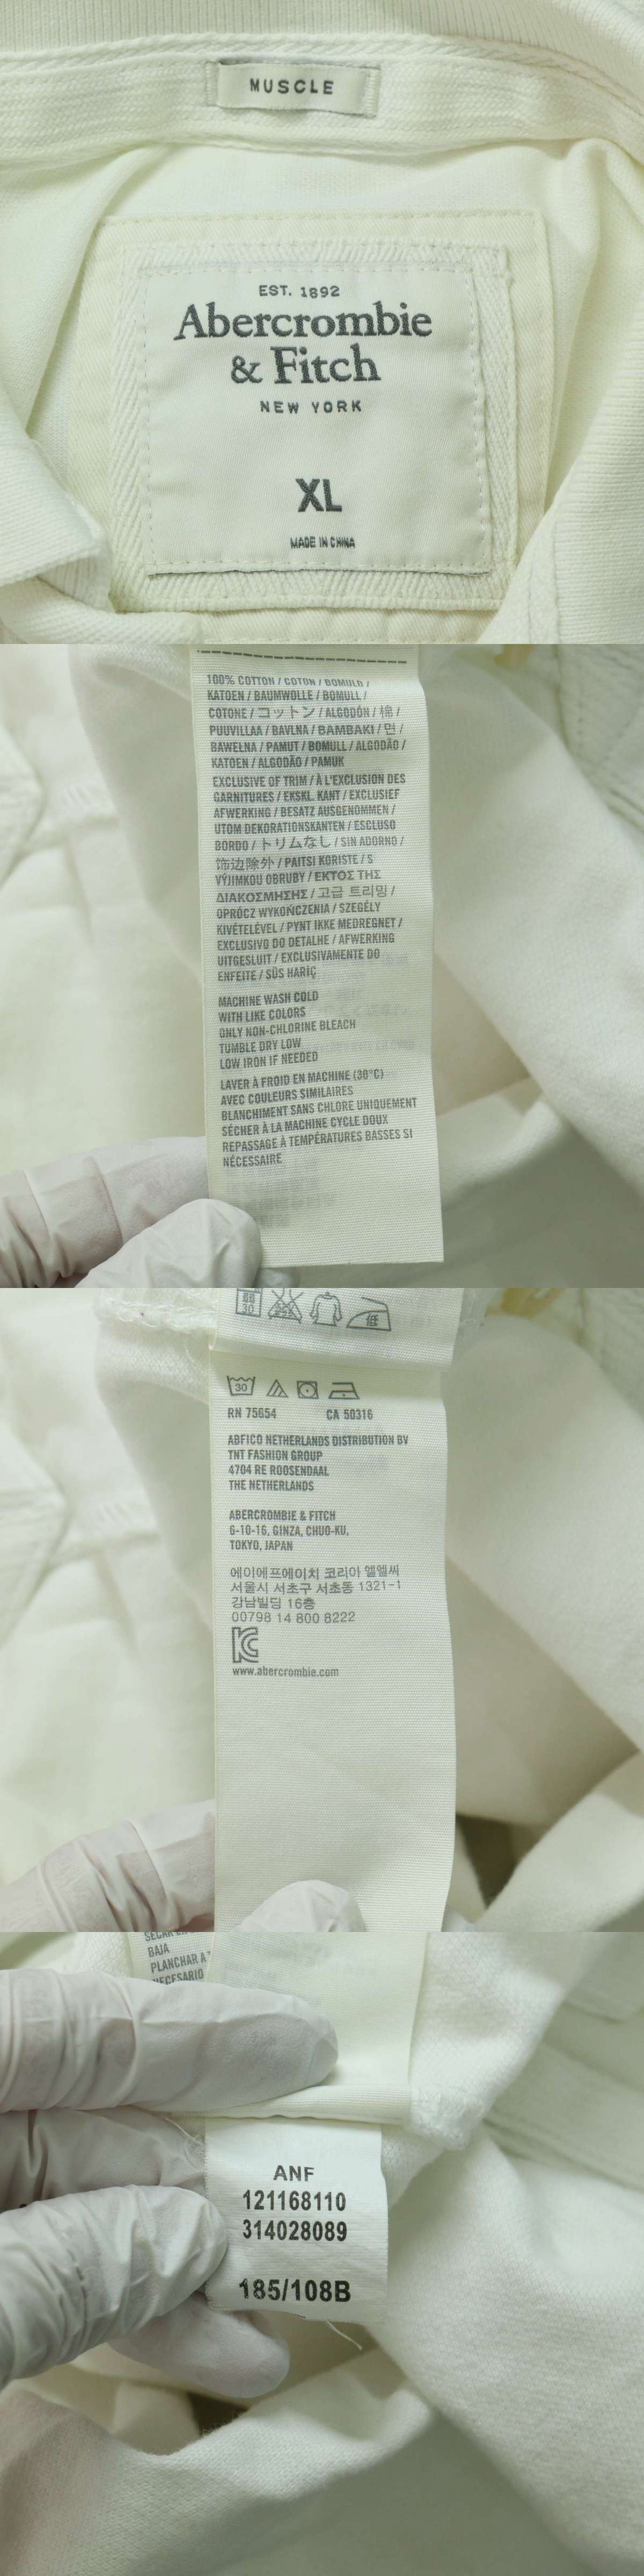 MUSCLE
EST. 1892
Abercrombie
& Fitch
NEW YORK
XL
MADE IN CHINA
100% COTTON / COTON / BOMULD /
KATOEN / BAUMWOLLE / BOMULL /
COTONE / コットン / ALGODÓN / 棉 /
PUUVILLAA / BAVLNA / BAMBAKI / 면 /
BAWEŁNA / PAMUT / BOMULL / ALGODÃO /
KATOEN / ALGODÃO / PAMUK
EXCLUSIVE OF TRIM / À L'EXCLUSION DES
GARNITURES / EKSKL. KANT / EXCLUSIEF
AFWERKING / BESATZ AUSGENOMMEN /
UTOM DEKORATIONSKANTEN / ESCLUSO
BORDO / トリムなし / SIN ADORNO /
饰边除外 / PAITSI KORISTE / S
VÝJIMKOU OBRUBY / ΕΚΤΟΣ ΤΗΣ
ΔΙΑΚΟΣΜΗΣΗΣ / 고급 트리밍 /
OPRÓCZ WYKOŃCZENIA / SZEGÉLY
KIVÉTELÉVEL / PYNT IKKE MEDREGNET /
EXCLUSIVO DO DETALHE / AFWERKING
UITGESLUIT / EXCLUSIVAMENTE DO
ENFEITE / SÜS HARİÇ
MACHINE WASH COLD
WITH LIKE COLORS
ONLY NON-CHLORINE BLEACH
TUMBLE DRY LOW
LOW IRON IF NEEDED
LAVER À FROID EN MACHINE (30°C)
AVEC COULEURS SIMILAIRES
BLANCHIMENT SANS CHLORE UNIQUEMENT
SÉCHER À LA MACHINE CYCLE DOUX
REPASSAGE À TEMPÉRATURES BASSES SI
NÉCESSAIRE
30 低
30
RN 75654 CA 50316
ABFICO NETHERLANDS DISTRIBUTION BV
TNT FASHION GROUP
4704 RE ROOSENDAAL
THE NETHERLANDS
ABERCROMBIE & FITCH
6-10-16, GINZA, CHUO-KU,
TOKYO, JAPAN
에이에프에이치 코리아 엘엘씨
서울시 서초구 서초동 1321-1
강남빌딩 16층
00798 14 800 8222
www.abercrombie.com
BAJA
PLANCHAR A
NECESARIO
ANF
121168110
314028089
185/108B